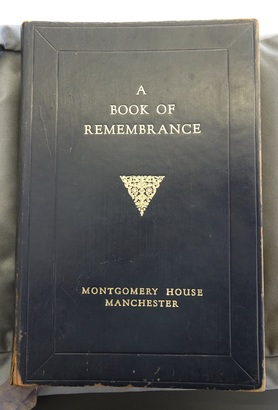 A
BOOK OF
REMEMBRANCE
MONTGOMERY HOUSE
MANCHESTER